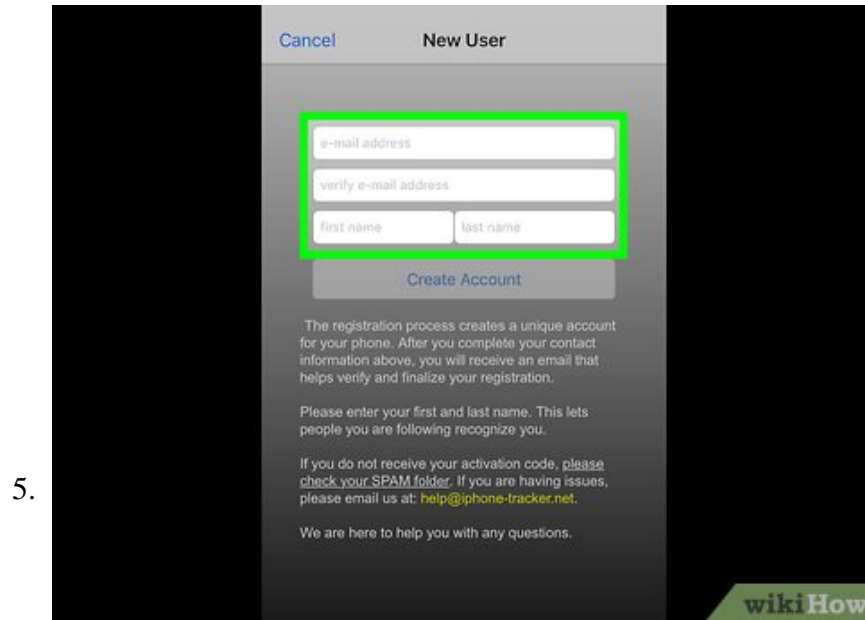 Cancel New User
e-mail address
verify e-mail address
first name last name
Create Account
The registration process creates a unique account
for your phone. After you complete your contact
information above, you will receive an email that
helps verify and finalize your registration.
Please enter your first and last name. This lets
people you are following recognize you.
If you do not receive your activation code, please
check your SPAM folder. If you are having issues,
please email us at: help@iphone-tracker.net.
We are here to help you with any questions.
5.
wikiHow